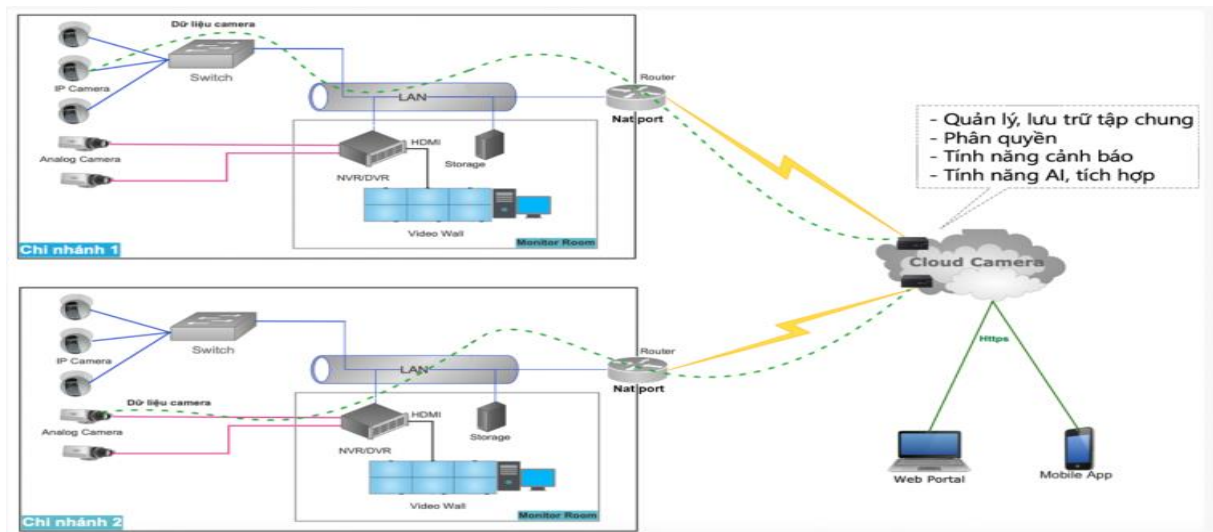 Dữ liệu camera
Switch
IP Camera
Analog Camera
LAN
Router
Nat port
HDMI
NVR/DVR
Storage
Video Wall
Monitor Room
Chi nhánh 1
- Quản lý, lưu trữ tập chung
- Phân quyền
- Tính năng cảnh báo
- Tính năng AI, tích hợp
Cloud Camera
Https
Web Portal
Mobile App
Switch
IP Camera
Dữ liệu camera
Analog Camera
LAN
Router
Nat port
HDMI
NVR/DVR
Storage
Video Wall
Monitor Room
Chi nhánh 2